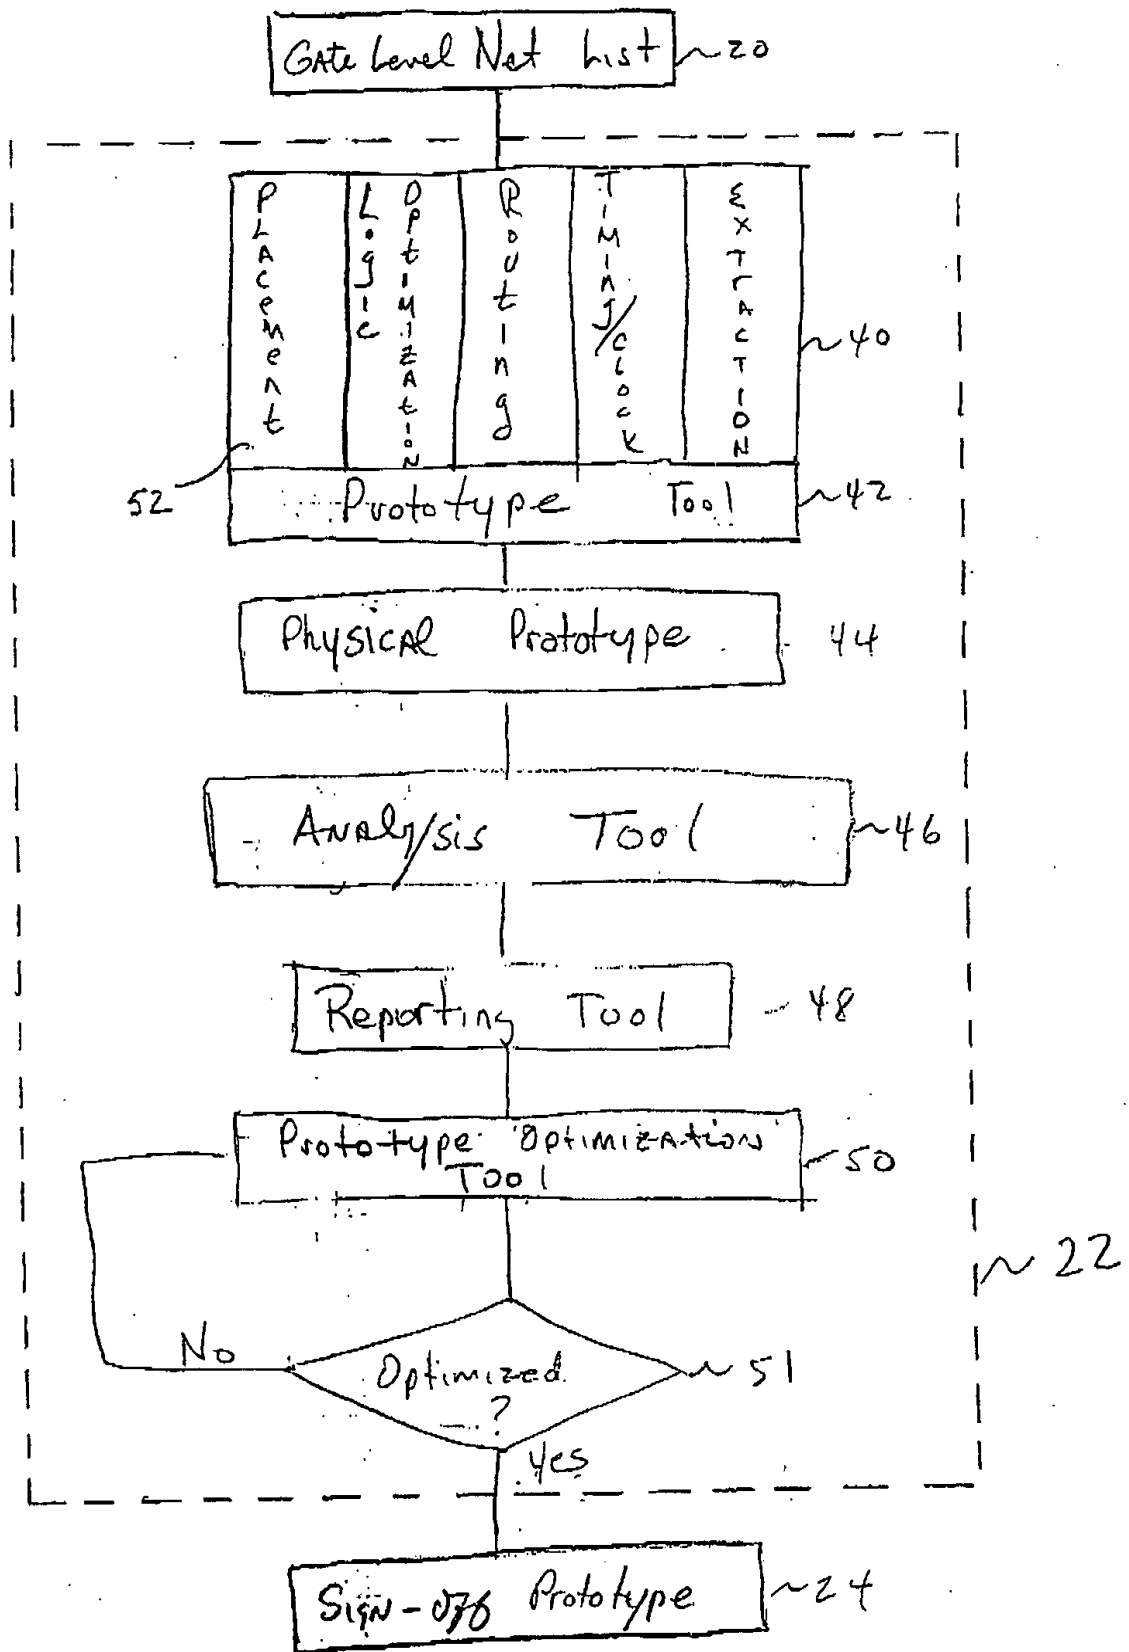 GAte Level Net List ~20
PLAcement
Logic
OptimizAtion
Routing
TIMing/clock
EXTrACTION
~40
52
Prototype Tool ~42
PhysicAl Prototype - 44
ANAlysis Tool ~46
Reporting Tool - 48
Prototype OptimizAtion
Tool
50
~22
No
Optimized
?
~51
Yes
SigN-off Prototype ~24